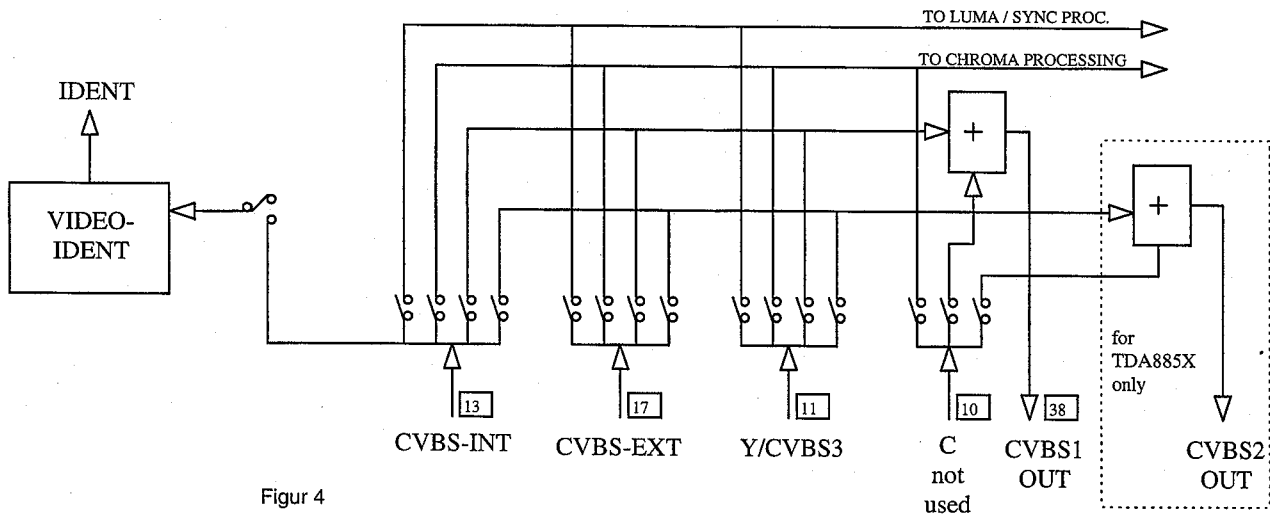 TO LUMA / SYNC PROC.
TO CHROMA PROCESSING
IDENT
+
VIDEO-
IDENT
+
for
TDA885X
only
13
17
11
10
38
CVBS-INT
CVBS-EXT
Y/CVBS3
C
not
used
CVBS1
OUT
CVBS2
OUT
Figur 4